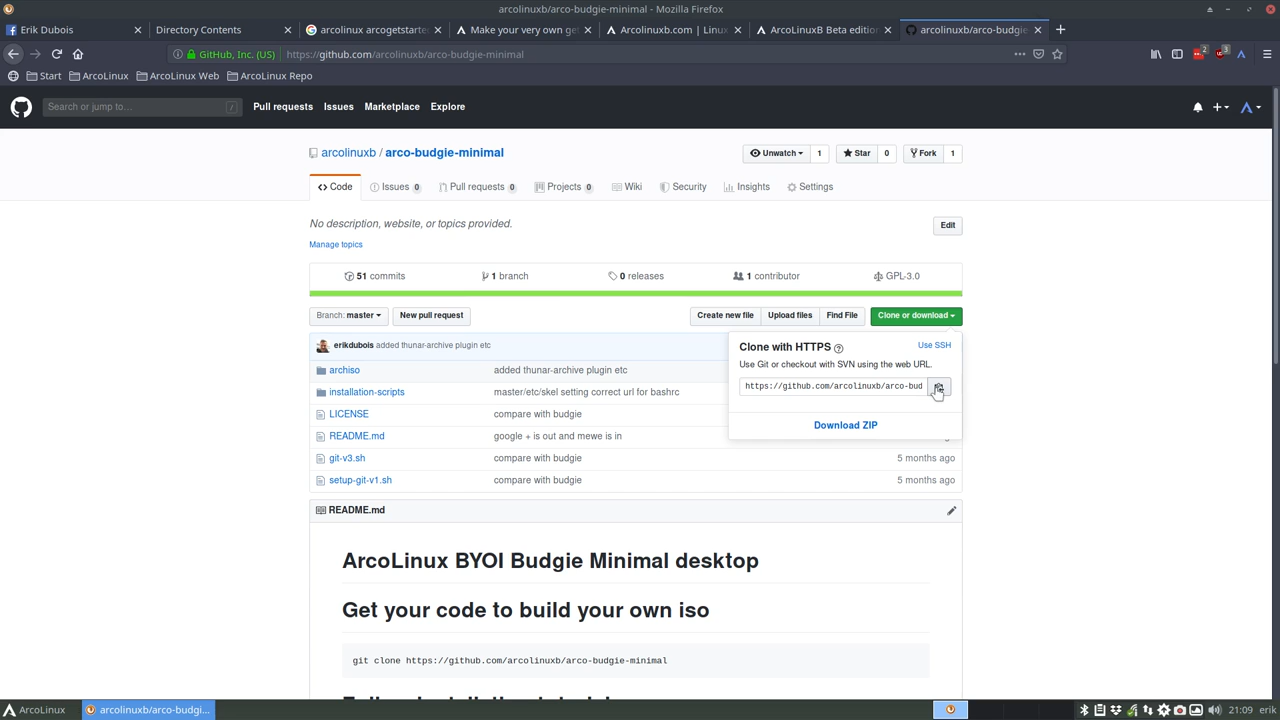 arcolinuxb/arco-budgie-minimal - Mozilla Firefox
Erik Dubois
Directory Contents
arcolinux arcogetstarte
Make your very own ge
Arcolinuxb.com | Linux
ArcoLinuxB Beta edition
arcolinuxb/arco-budgie-
GitHub, Inc. (US)
https://github.com/arcolinuxb/arco-budgie-minimal
2
3
Start
ArcoLinux
ArcoLinux Web
ArcoLinux Repo
Search or jump to…
/
Pull requests
Issues
Marketplace
Explore
arcolinuxb / arco-budgie-minimal
Unwatch
1
Star
0
Fork
1
Code
Issues 0
Pull requests 0
Projects 0
Wiki
Security
Insights
Settings
No description, website, or topics provided.
Edit
Manage topics
51 commits
1 branch
0 releases
1 contributor
GPL-3.0
Branch: master
New pull request
Create new file
Upload files
Find File
Clone or download
erikdubois added thunar-archive plugin etc
Clone with HTTPS
Use SSH
Use Git or checkout with SVN using the web URL.
https://github.com/arcolinuxb/arco-bud
Download ZIP
archiso
added thunar-archive plugin etc
installation-scripts
master/etc/skel setting correct url for bashrc
LICENSE
compare with budgie
README.md
google + is out and mewe is in
git-v3.sh
compare with budgie
5 months ago
setup-git-v1.sh
compare with budgie
5 months ago
README.md
ArcoLinux BYOI Budgie Minimal desktop
Get your code to build your own iso
git clone https://github.com/arcolinuxb/arco-budgie-minimal
ArcoLinux
arcolinuxb/arco-budgi...
21:09
erik